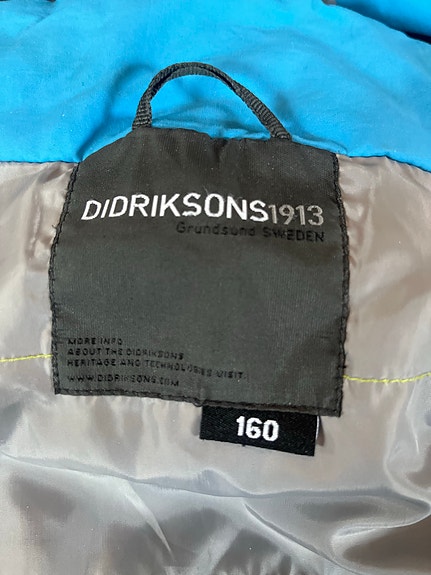 DIDRIKSONS1913
Grundsund SWEDEN
MORE INFO
ABOUT THE DIDRIKSONS
HERITAGE AND TECHNOLOGIES VISIT
WWW.DIDRIKSONS.COM
160